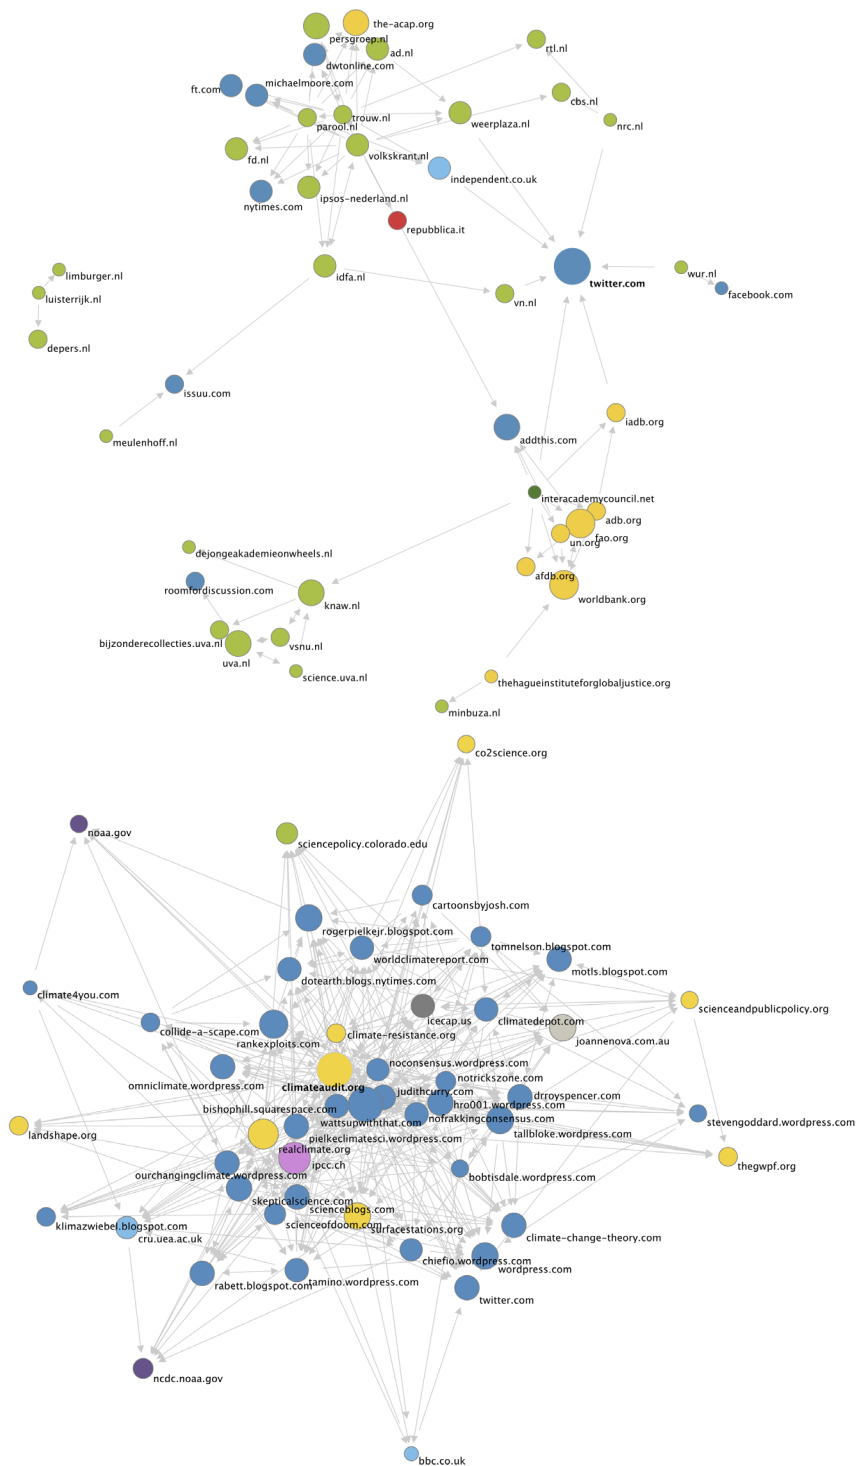 the-acap.org
persgroep.nl
rtl.nl
ad.nl
dwtonline.com
michaelmoore.com
ft.com
cbs.nl
trouw.nl
weerplaza.nl
parool.nl
nrc.nl
volkskrant.nl
fd.nl
independent.co.uk
ipsos-nederland.nl
nytimes.com
repubblica.it
limburger.nl
idfa.nl
wur.nl
twitter.com
facebook.com
luisterrijk.nl
vn.nl
depers.nl
issuu.com
iadb.org
addthis.com
meulenhoff.nl
interacademycouncil.net
adb.org
fao.org
un.org
dejongeakademieonwheels.nl
afdb.org
roomfordiscussion.com
worldbank.org
knaw.nl
bijzonderecollecties.uva.nl
vsnu.nl
uva.nl
science.uva.nl
thehagueinstituteforglobaljustice.org
minbuza.nl
co2science.org
noaa.gov
sciencepolicy.colorado.edu
cartoonsbyjosh.com
rogerpielkejr.blogspot.com
tomnelson.blogspot.com
worldclimatereport.com
motls.blogspot.com
dotearth.blogs.nytimes.com
climate4you.com
scienceandpublicpolicy.org
icecap.us
climatedepot.com
collide-a-scape.com
climate-resistance.org
joannenova.com.au
rankexploits.com
noconsensus.wordpress.com
notrickszone.com
omniclimate.wordpress.com
climateaudit.org
judithcurry.com
drroyspencer.com
hro001.wordpress.com
bishophill.squarespace.com
nofrakkingconsensus.com
wattsupwiththat.com
stevengoddard.wordpress.com
landshape.org
tallbloke.wordpress.com
pielkeclimatesci.wordpress.com
realclimate.org
ipcc.ch
thegwpf.org
ourchangingclimate.wordpress.com
bobtisdale.wordpress.com
skepticalscience.com
scienceblogs.com
klimazwiebel.blogspot.com
scienceofdoom.com
surfacestations.org
cru.uea.ac.uk
climate-change-theory.com
chiefio.wordpress.com
wordpress.com
rabett.blogspot.com
tamino.wordpress.com
twitter.com
ncdc.noaa.gov
bbc.co.uk